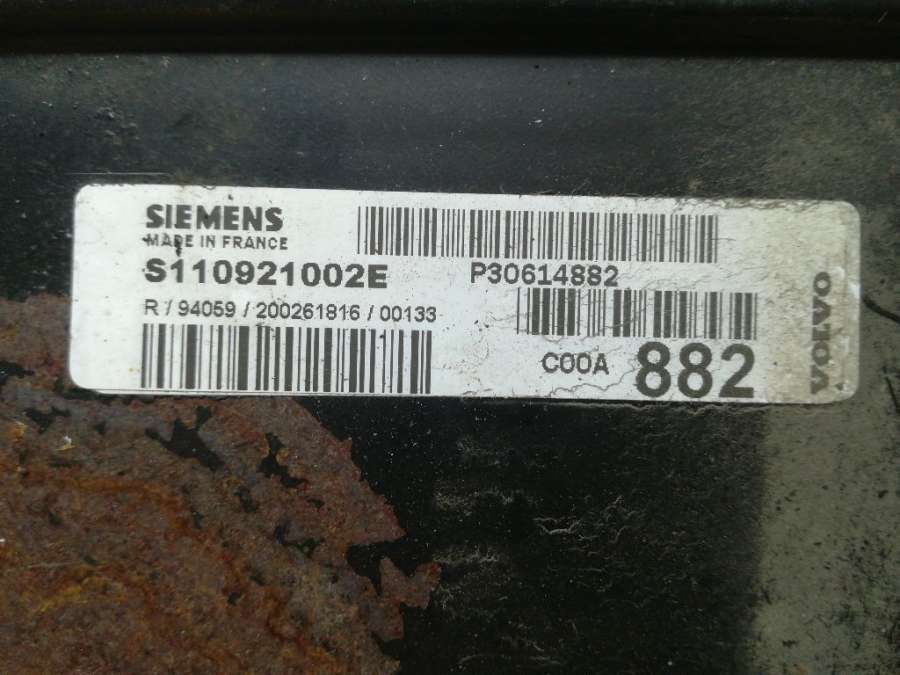 SIEMENS
MADE IN FRANCE
S110921002E
P30614882
R / 94059 / 200261816 / 00133
C00A 882
VOLVO